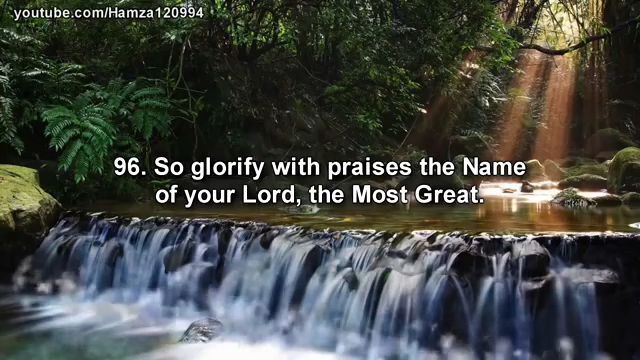 youtube.com/Hamza120994
96. So glorify with praises the Name
of your Lord, the Most Great.